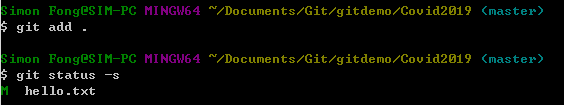 Simon Fong@SIM-PC MINGW64 ~/Documents/Git/gitdemo/Covid2019 (master)
$ git add .
Simon Fong@SIM-PC MINGW64 ~/Documents/Git/gitdemo/Covid2019 (master)
$ git status -s
M  hello.txt